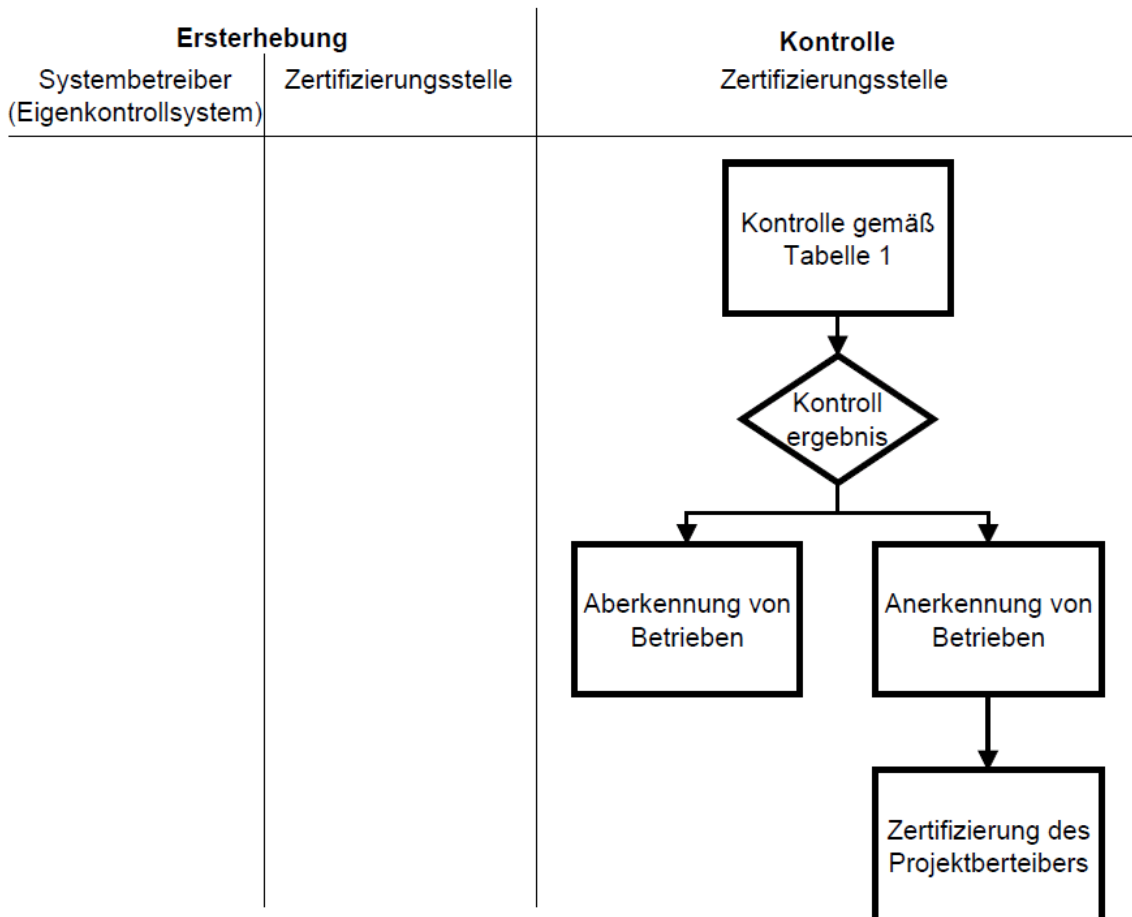 Ersterhebung
Kontrolle
Systembetreiber
(Eigenkontrollsystem)
Zertifizierungsstelle
Zertifizierungsstelle
Kontrolle gemäß
Tabelle 1
Kontroll
ergebnis
Aberkennung von
Betrieben
Anerkennung von
Betrieben
Zertifizierung des
Projektberteibers